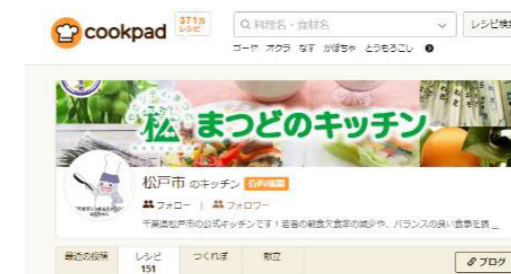 cookpad
371万
レシピ
料理名・食材名
レシピ検索
ゴーヤ オクラ なす かぼちゃ とうもろこし
松 まつどのキッチン
松戸市 のキッチン 公的機関
フォロー | フォロワー
千葉県松戸市の公式キッチンです！若者の朝食欠食率の減少や、バランスの良い食事を摂
最近の投稿
レシピ
151
つくれぽ
献立
ブログ